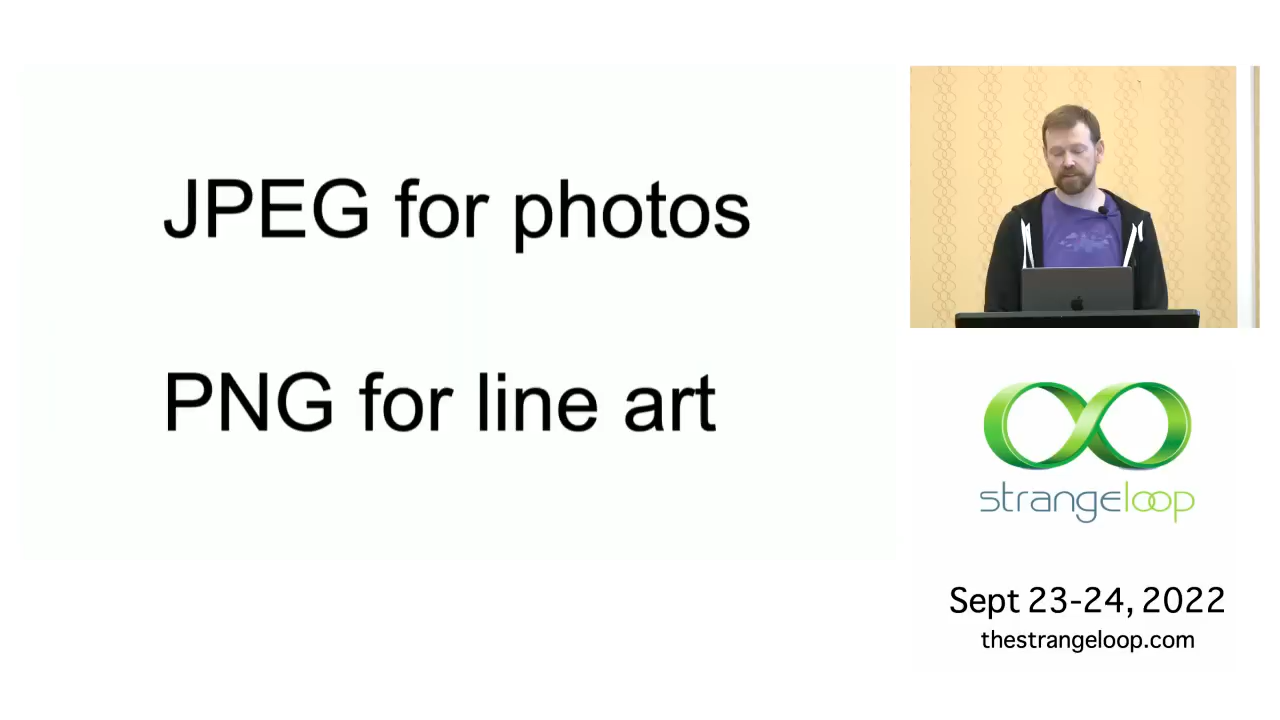 JPEG for photos
PNG for line art
strangeloop
Sept 23-24, 2022
thestrangeloop.com